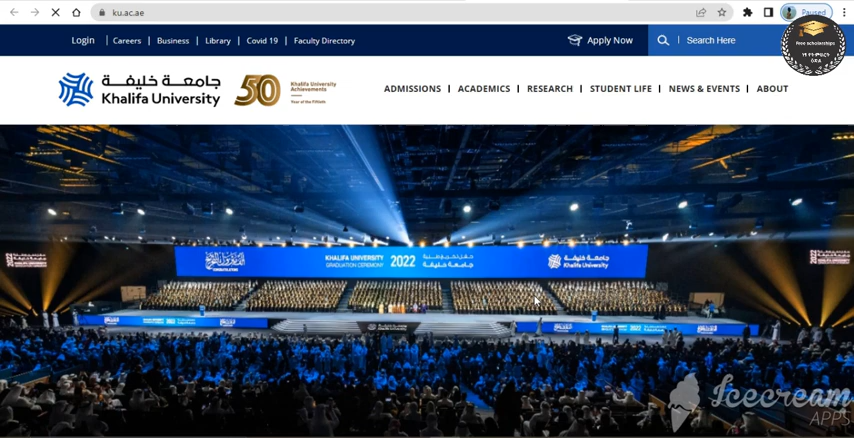 ku.ac.ae
Paused
Login | Careers | Business | Library | Covid 19 | Faculty Directory
Apply Now
Search Here
free scholarships
جامعـة خليفـة
Khalifa University
50
Khalifa University
Achievements
Year of the Fiftieth
ADMISSIONS | ACADEMICS | RESEARCH | STUDENT LIFE | NEWS & EVENTS | ABOUT
KHALIFA UNIVERSITY
GRADUATION CEREMONY
2022
جامعة خليفة
Khalifa University
Icecream
APPS